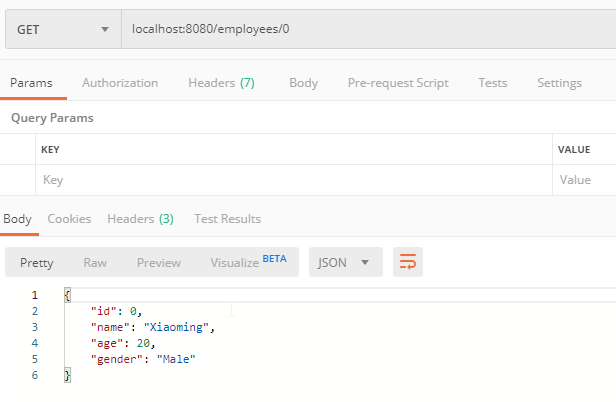 GET localhost:8080/employees/0
Params Authorization Headers (7) Body Pre-request Script Tests Settings
Query Params
KEY VALUE
Key Value
Body Cookies Headers (3) Test Results
Pretty Raw Preview Visualize BETA JSON
1 {
2 "id": 0,
3 "name": "Xiaoming",
4 "age": 20,
5 "gender": "Male"
6 }